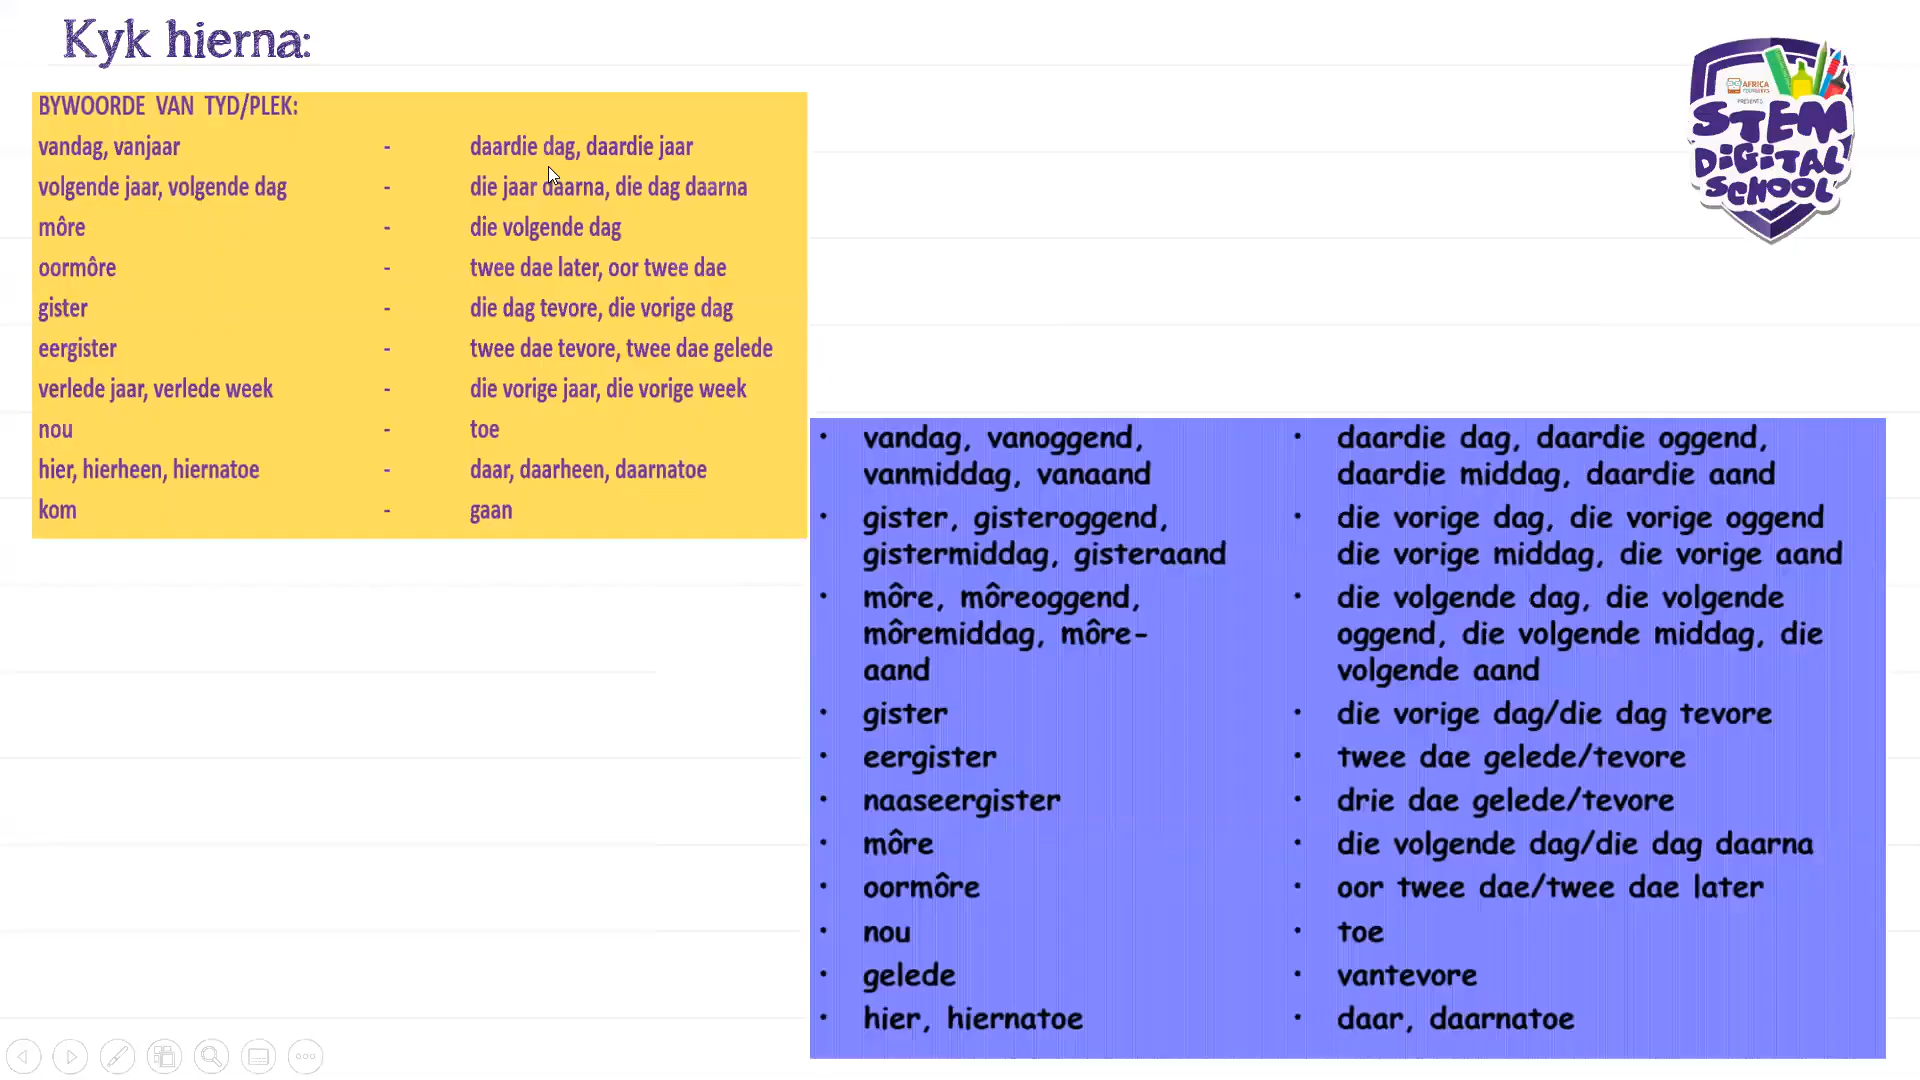 Kyk hierna:
BYWOORDE VAN TYD/PLEK:
vandag, vanjaar - daardie dag, daardie jaar
volgende jaar, volgende dag - die jaar daarna, die dag daarna
môre - die volgende dag
oormôre - twee dae later, oor twee dae
gister - die dag tevore, die vorige dag
eergister - twee dae tevore, twee dae gelede
verlede jaar, verlede week - die vorige jaar, die vorige week
nou - toe
hier, hierheen, hiernatoe - daar, daarheen, daarnatoe
kom - gaan
AFRICA
PRESENTS
STEM
DIGITAL
SCHOOL
• vandag, vanoggend, • daardie dag, daardie oggend,
vanmiddag, vanaand daardie middag, daardie aand
• gister, gisteroggend, • die vorige dag, die vorige oggend
gistermiddag, gisteraand die vorige middag, die vorige aand
• môre, môreoggend, • die volgende dag, die volgende
môremiddag, môre- oggend, die volgende middag, die
aand volgende aand
• gister • die vorige dag/die dag tevore
• eergister • twee dae gelede/tevore
• naaseergister • drie dae gelede/tevore
• môre • die volgende dag/die dag daarna
• oormôre • oor twee dae/twee dae later
• nou • toe
• gelede • vantevore
• hier, hiernatoe • daar, daarnatoe